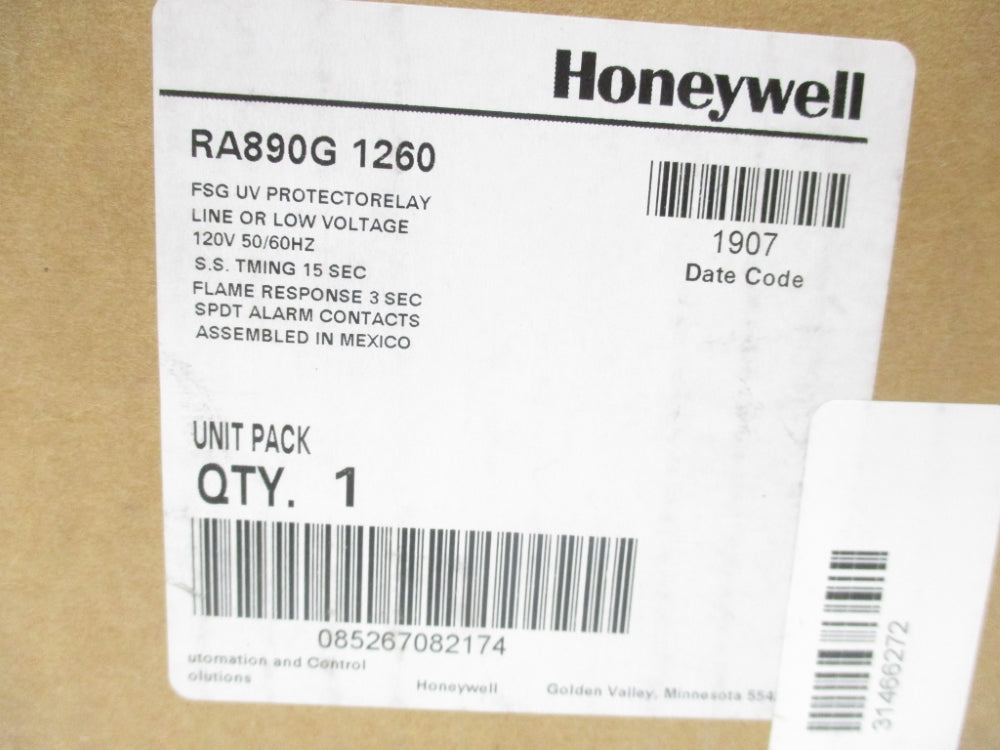 Honeywell
RA890G 1260
FSG UV PROTECTORELAY
LINE OR LOW VOLTAGE
120V 50/60HZ
S.S. TMING 15 SEC
FLAME RESPONSE 3 SEC
SPDT ALARM CONTACTS
ASSEMBLED IN MEXICO
1907
Date Code
UNIT PACK
QTY. 1
085267082174
utomation and Control
olutions
Honeywell Golden Valley, Minnesota 554
31466272